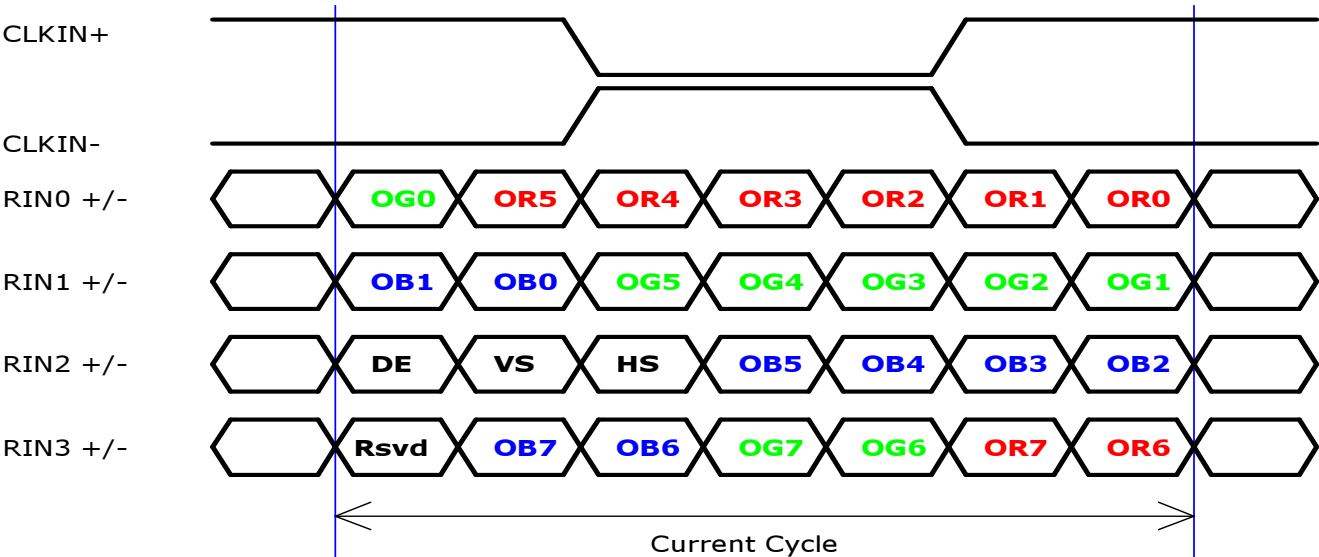 CLKIN+
CLKIN-
RIN0 +/- OG0 OR5 OR4 OR3 OR2 OR1 OR0
RIN1 +/- OB1 OB0 OG5 OG4 OG3 OG2 OG1
RIN2 +/- DE VS HS OB5 OB4 OB3 OB2
RIN3 +/- Rsvd OB7 OB6 OG7 OG6 OR7 OR6
Current Cycle